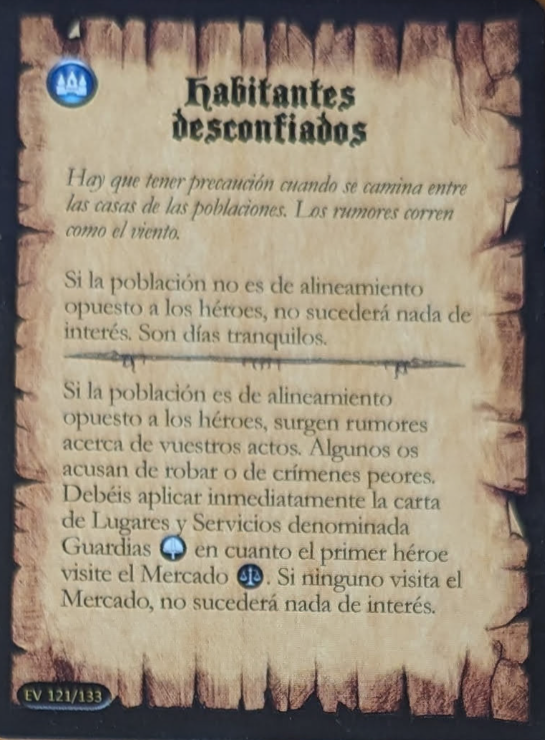 Habitantes
desconfiados
Hay que tener precaución cuando se camina entre
las casas de las poblaciones. Los rumores corren
como el viento.
Si la población no es de alineamiento
opuesto a los héroes, no sucederá nada de
interés. Son días tranquilos.
Si la población es de alineamiento
opuesto a los héroes, surgen rumores
acerca de vuestros actos. Algunos os
acusan de robar o de crímenes peores.
Debéis aplicar inmediatamente la carta
de Lugares y Servicios denominada
Guardias en cuanto el primer héroe
visite el Mercado . Si ninguno visita el
Mercado, no sucederá nada de interés.
EV 121/133